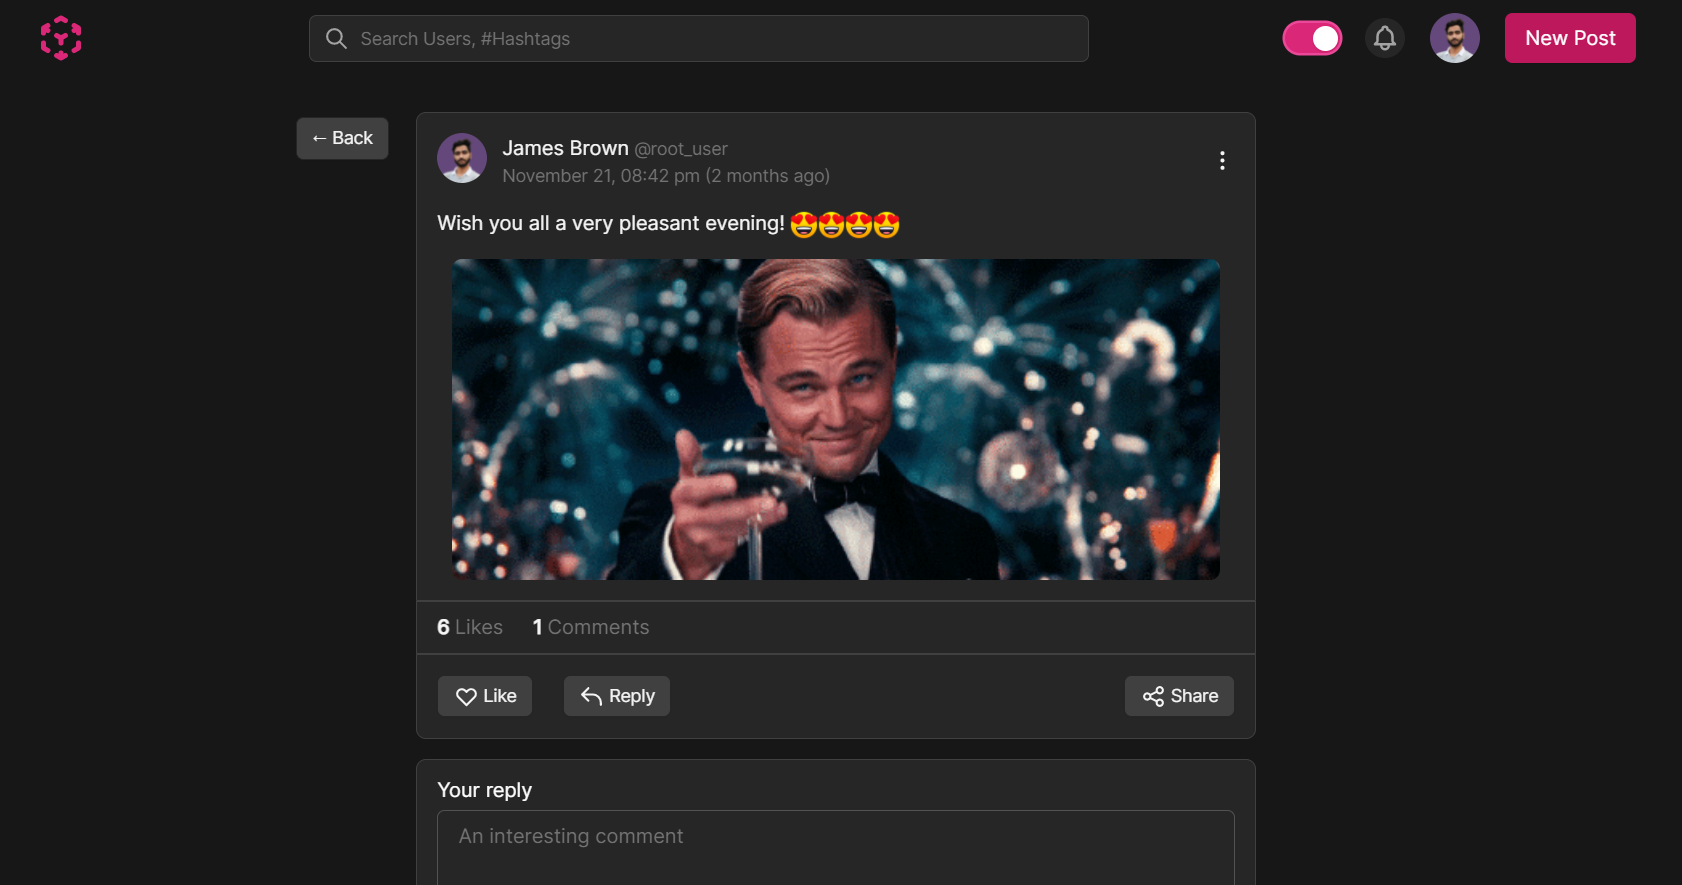 Search Users, #Hashtags
New Post
← Back
James Brown @root_user
November 21, 08:42 pm (2 months ago)
Wish you all a very pleasant evening! 😍😍😍😍
6 Likes 1 Comments
Like Reply Share
Your reply
An interesting comment